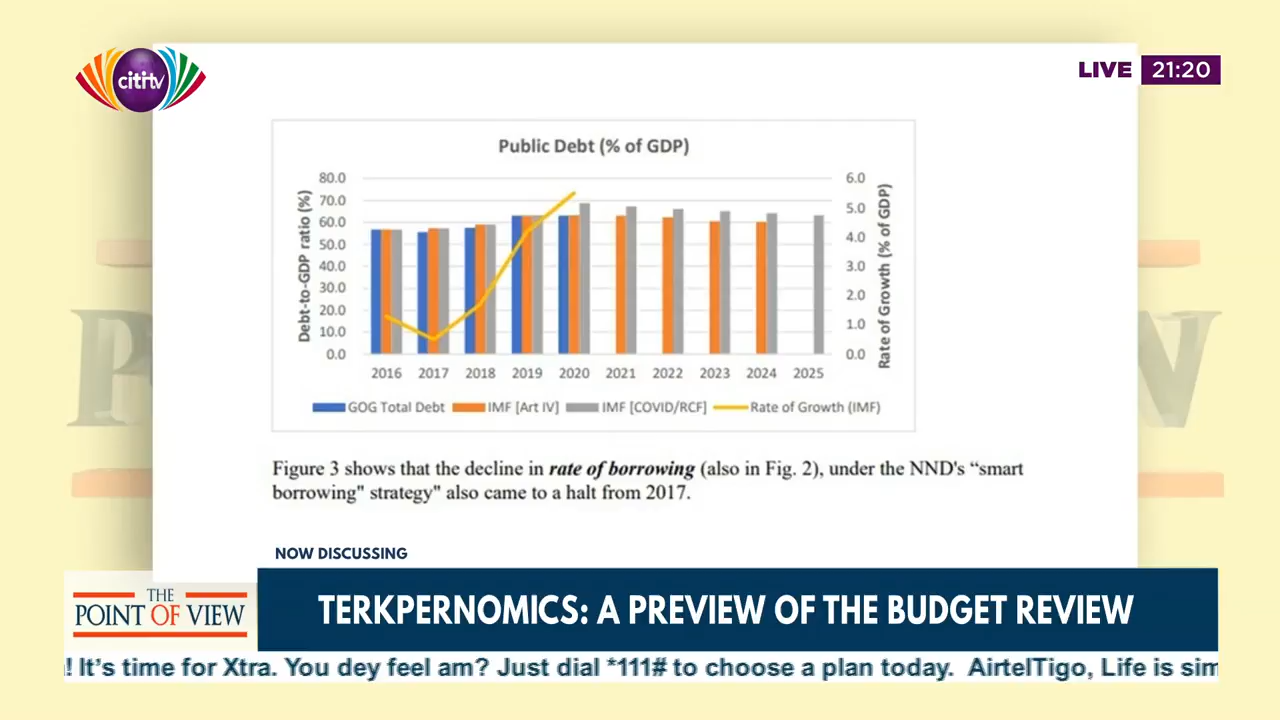 cititv
LIVE 21:20
Public Debt (% of GDP)
80.0
70.0
60.0
50.0
40.0
30.0
20.0
10.0
0.0
Debt-to-GDP ratio (%)
6.0
5.0
4.0
3.0
2.0
1.0
0.0
Rate of Growth (% of GDP)
2016 2017 2018 2019 2020 2021 2022 2023 2024 2025
GOG Total Debt IMF [Art IV] IMF [COVID/RCF] Rate of Growth (IMF)
Figure 3 shows that the decline in rate of borrowing (also in Fig. 2), under the NND's “smart
borrowing" strategy" also came to a halt from 2017.
NOW DISCUSSING
THE
POINT OF VIEW
TERKPERNOMICS: A PREVIEW OF THE BUDGET REVIEW
! It's time for Xtra. You dey feel am? Just dial *111# to choose a plan today. AirtelTigo, Life is sim